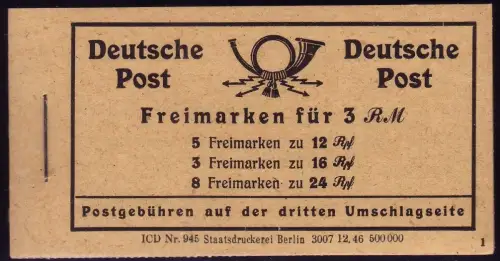 Deutsche Post
Deutsche Post
Freimarken für 3 RM
5 Freimarken zu 12 Rpf
3 Freimarken zu 16 Rpf
8 Freimarken zu 24 Rpf
Postgebühren auf der dritten Umschlagseite
ICD Nr. 945 Staatsdruckerei Berlin 3007 12.46 500 000
1